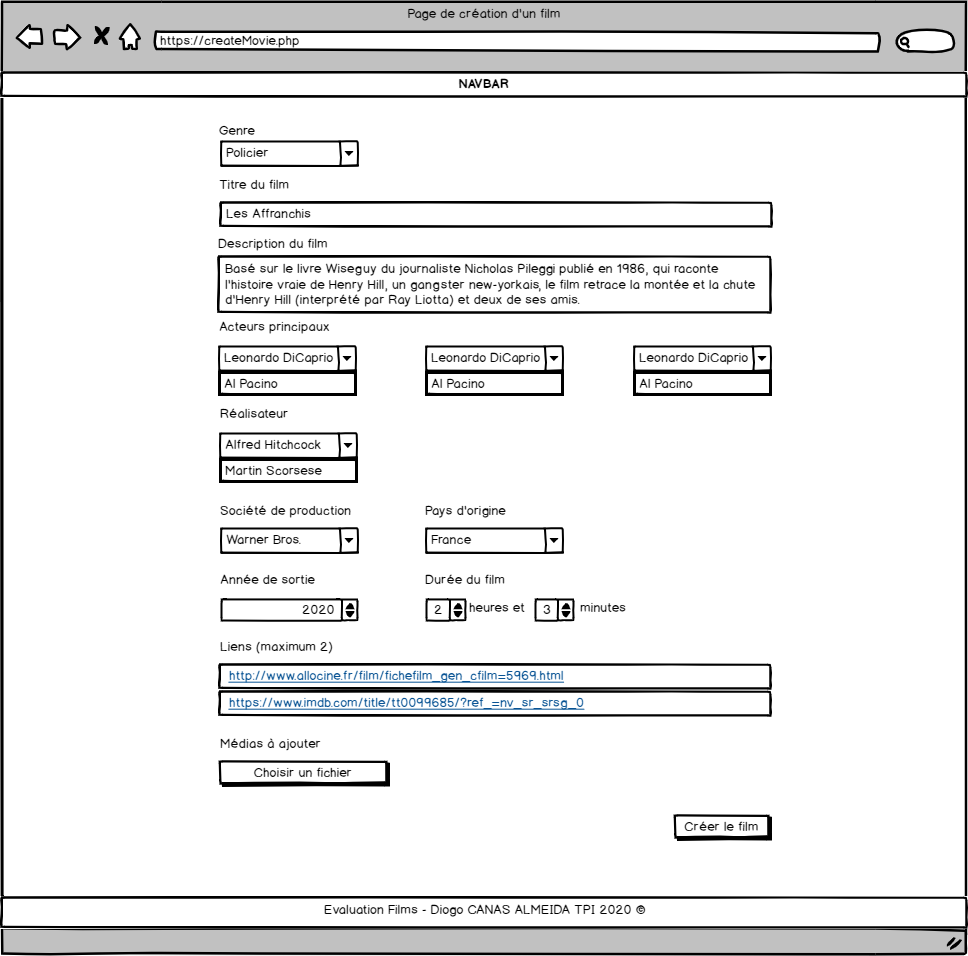 Page de création d'un film
https://createMovie.php
NAVBAR
Genre
Policier
Titre du film
Les Affranchis
Description du film
Basé sur le livre Wiseguy du journaliste Nicholas Pileggi publié en 1986, qui raconte
l'histoire vraie de Henry Hill, un gangster new-yorkais, le film retrace la montée et la chute
d'Henry Hill (interprété par Ray Liotta) et deux de ses amis.
Acteurs principaux
Leonardo DiCaprio Leonardo DiCaprio Leonardo DiCaprio
Al Pacino Al Pacino Al Pacino
Réalisateur
Alfred Hitchcock
Martin Scorsese
Société de production Pays d'origine
Warner Bros. France
Année de sortie Durée du film
2020 2 heures et 3 minutes
Liens (maximum 2)
http://www.allocine.fr/film/fichefilm_gen_cfilm=5969.html
https://www.imdb.com/title/tt0099685/?ref_=nv_sr_srsg_0
Médias à ajouter
Choisir un fichier
Créer le film
Evaluation Films - Diogo CANAS ALMEIDA TPI 2020 ©